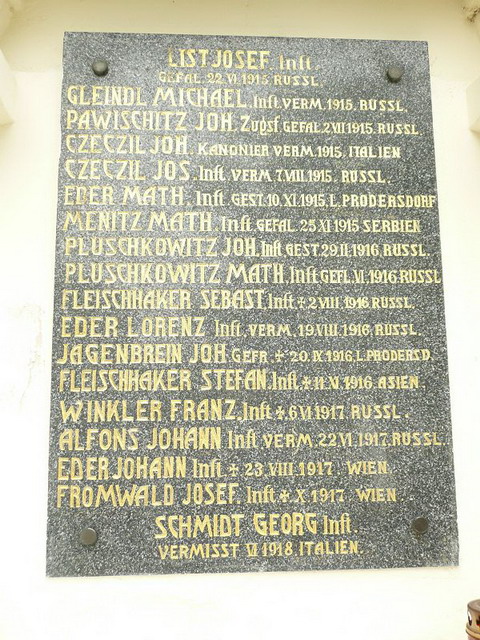 LIST JOSEF. Inft.
GEFAL. 22. VI 1915. RUSSL.
GLEINDL MICHAEL. Inft. VERM. 1915. RUSSL.
PAWISCHITZ JOH. Zugsf. GEFAL. 2 VII 1915. RUSSL.
CZECZIL JOH. KANONIER VERM. 1915. ITALIEN
CZECZIL JOS. Inft. VERM. 7. VIII. 1915. RUSSL.
EDER MATH. Inft. GEST. 10. XI. 1915. L. PRODERSDORF
MENITZ MATH. Inft. GEFAL. 25 XI 1915 SERBIEN
PLUSCHKOWITZ JOH. Inft GEST. 29. II. 1916 RUSSL.
PLUSCHKOWITZ MATH. Inft GEFL. VI. 1916. RUSSL
FLEISCHHAKER SEBAST. Inft + 2. VIII. 1916 RUSSL.
EDER LORENZ Inft. VERM. 19. VIII. 1916. RUSSL.
JAGENBREIN JOH. GEFR. + 20. IX 1916. L. PRODERSD.
FLEISCHHAKER STEFAN. Inft. + 11. V. 1916. ASIEN.
WINKLER FRANZ. Inft + 6 VI 1917 RUSSL.
ALFONS JOHANN Inft VERM. 22 VI. 1917. RUSSL.
EDER JOHANN Inft + 23 VIII 1917 WIEN.
FROMWALD JOSEF. Inft + X 1917 WIEN
SCHMIDT GEORG Inft.
VERMISST VI 1918 ITALIEN.